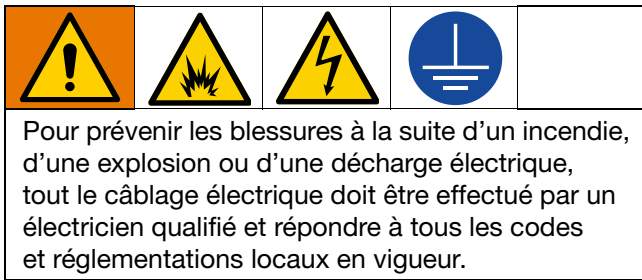 Pour prévenir les blessures à la suite d’un incendie,
d’une explosion ou d’une décharge électrique,
tout le câblage électrique doit être effectué par un
électricien qualifié et répondre à tous les codes
et réglementations locaux en vigueur.